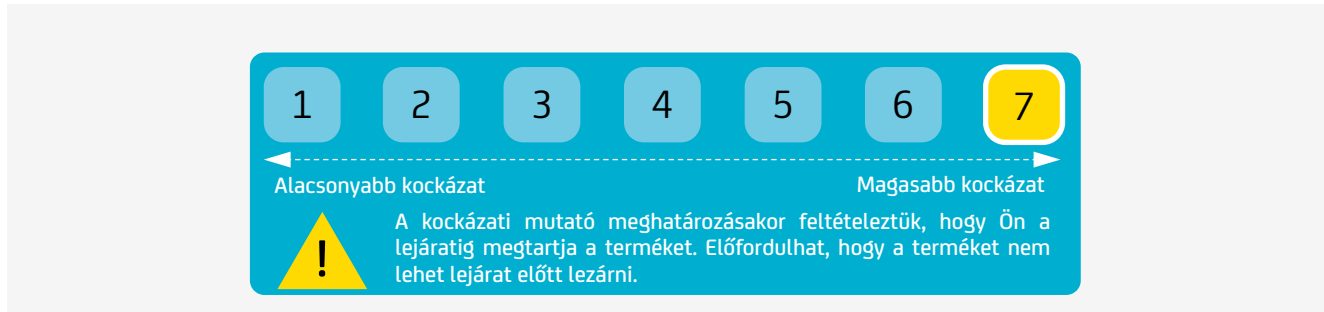 1 2 3 4 5 6 7
Alacsonyabb kockázat Magasabb kockázat
A kockázati mutató meghatározásakor feltételeztük, hogy Ön a
lejáratig megtartja a terméket. Előfordulhat, hogy a terméket nem
lehet lejárat előtt lezárni.
!